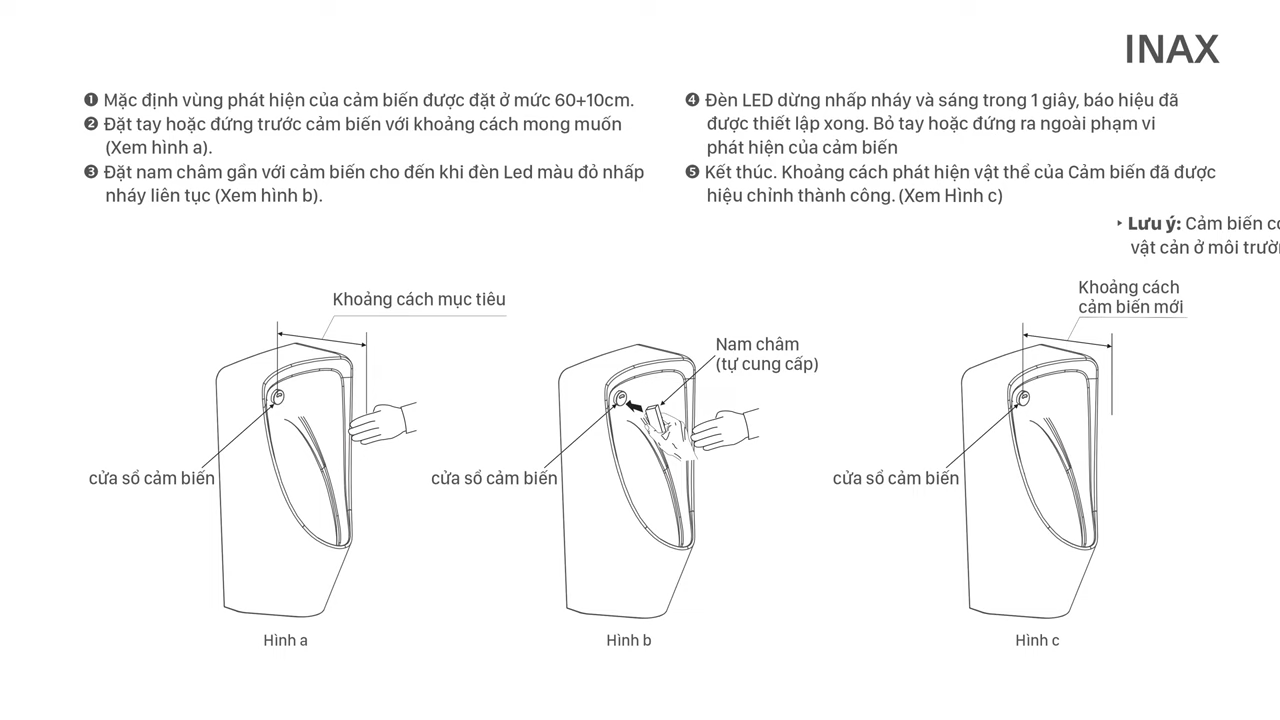 INAX
❶ Mặc định vùng phát hiện của cảm biến được đặt ở mức 60+10cm.
❷ Đặt tay hoặc đứng trước cảm biến với khoảng cách mong muốn
(Xem hình a).
❸ Đặt nam châm gần với cảm biến cho đến khi đèn Led màu đỏ nhấp
nháy liên tục (Xem hình b).
❹ Đèn LED dừng nhấp nháy và sáng trong 1 giây, báo hiệu đã
được thiết lập xong. Bỏ tay hoặc đứng ra ngoài phạm vi
phát hiện của cảm biến
❺ Kết thúc. Khoảng cách phát hiện vật thể của Cảm biến đã được
hiệu chỉnh thành công. (Xem Hình c)
‣ Lưu ý: Cảm biến
vật cản ở môi
Khoảng cách mục tiêu
cửa sổ cảm biến
Hình a
Nam châm
(tự cung cấp)
cửa sổ cảm biến
Hình b
Khoảng cách
cảm biến mới
cửa sổ cảm biến
Hình c